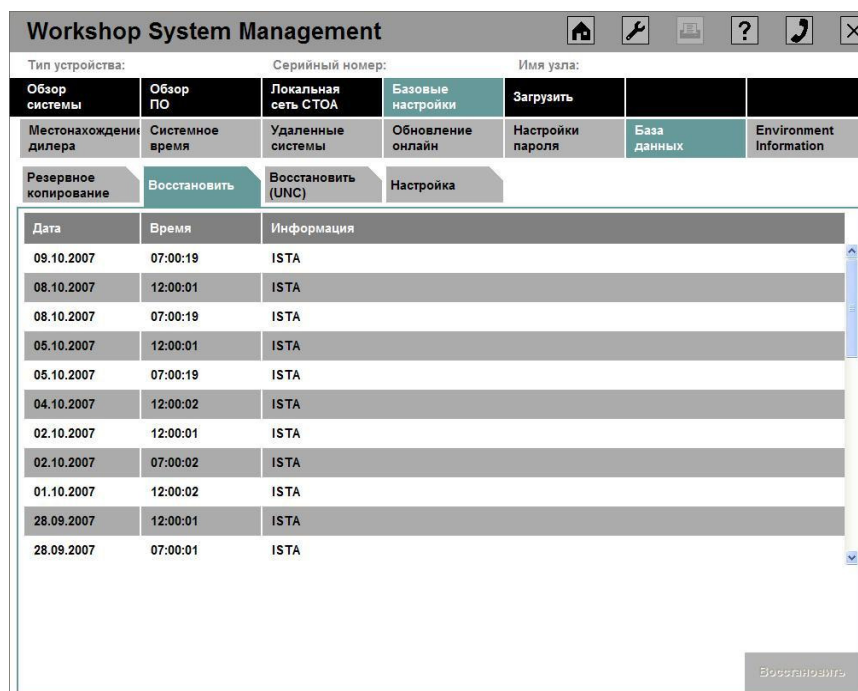 Workshop System Management
Тип устройства: Серийный номер: Имя узла:
Обзор системы Обзор ПО Локальная сеть СТОА Базовые настройки Загрузить
Местонахождение дилера Системное время Удаленные системы Обновление онлайн Настройки пароля База данных Environment Information
Резервное копирование Восстановить Восстановить (UNC) Настройка
Дата Время Информация
09.10.2007 07:00:19 ISTA
08.10.2007 12:00:01 ISTA
08.10.2007 07:00:19 ISTA
05.10.2007 12:00:01 ISTA
05.10.2007 07:00:19 ISTA
04.10.2007 12:00:02 ISTA
02.10.2007 12:00:01 ISTA
02.10.2007 07:00:02 ISTA
01.10.2007 12:00:02 ISTA
28.09.2007 12:00:01 ISTA
28.09.2007 07:00:01 ISTA
Восстановить